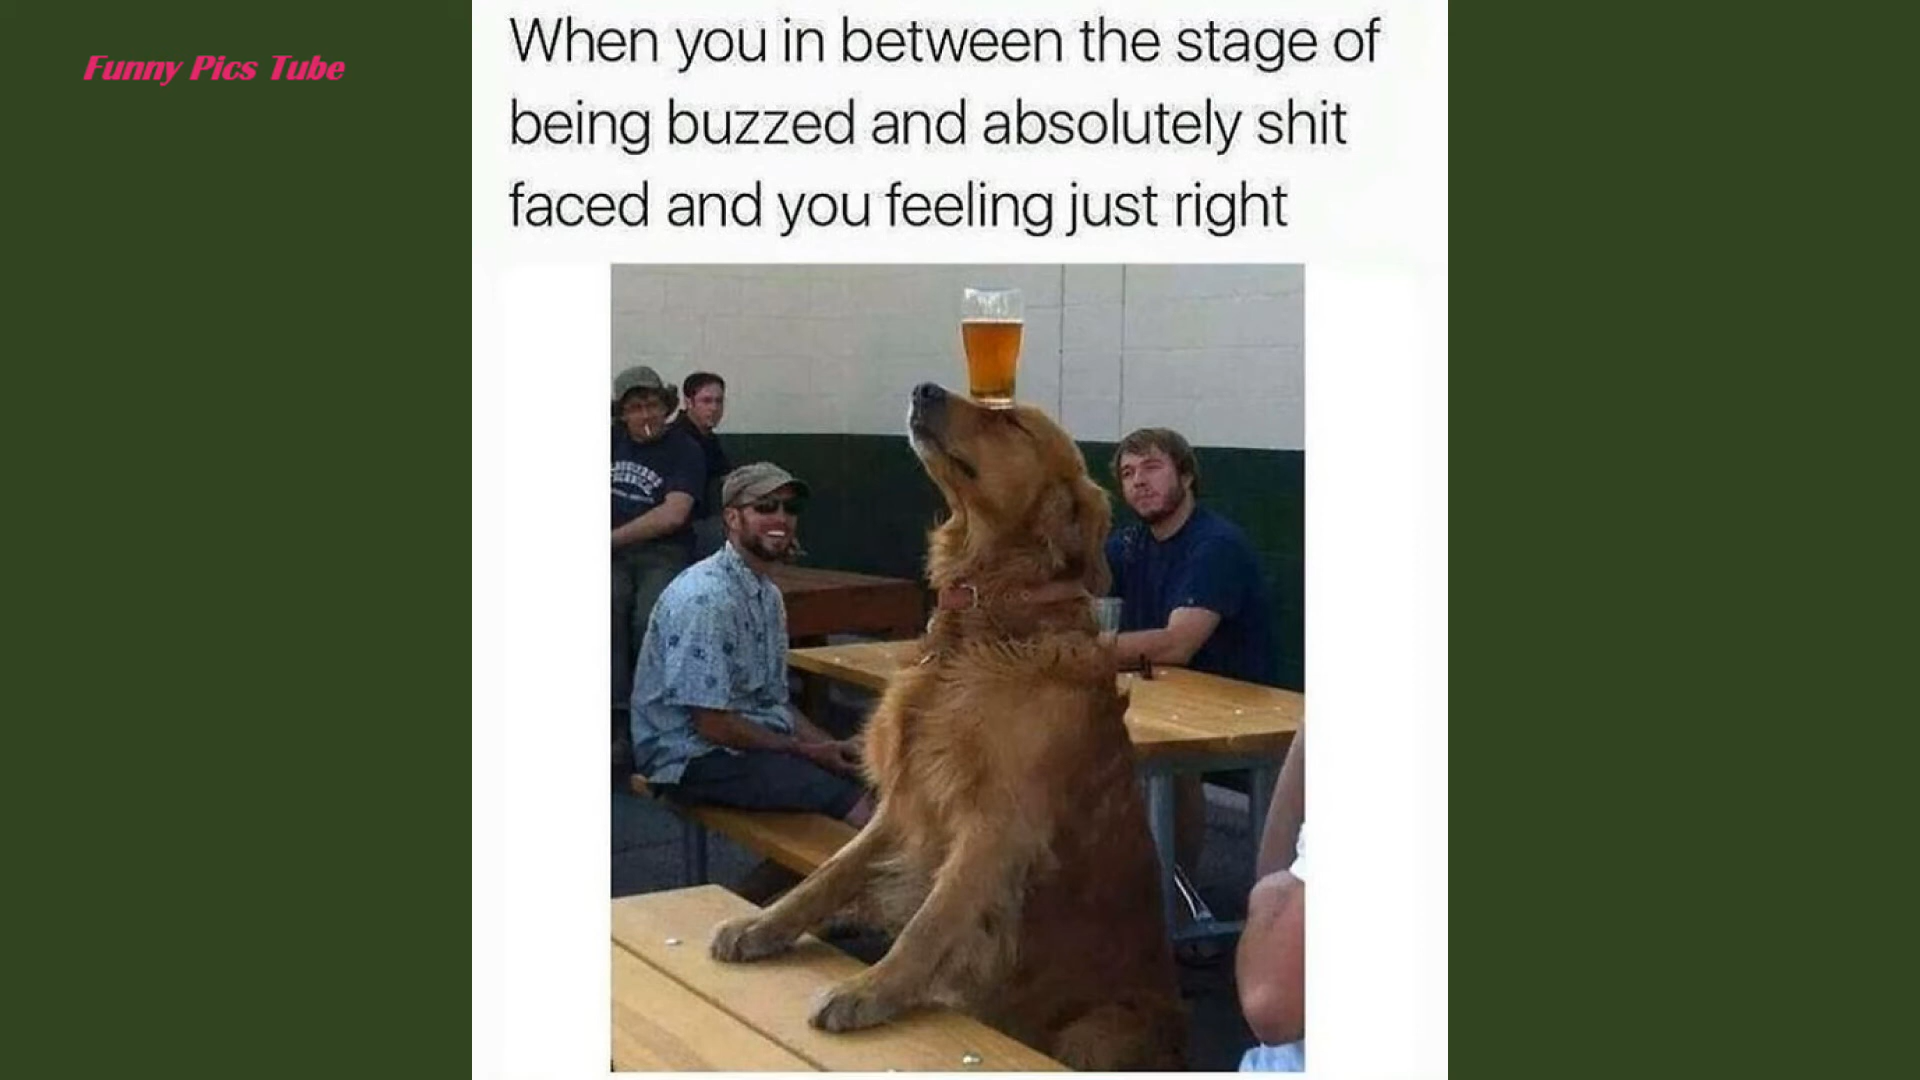 Funny Pics Tube
When you in between the stage of
being buzzed and absolutely shit
faced and you feeling just right